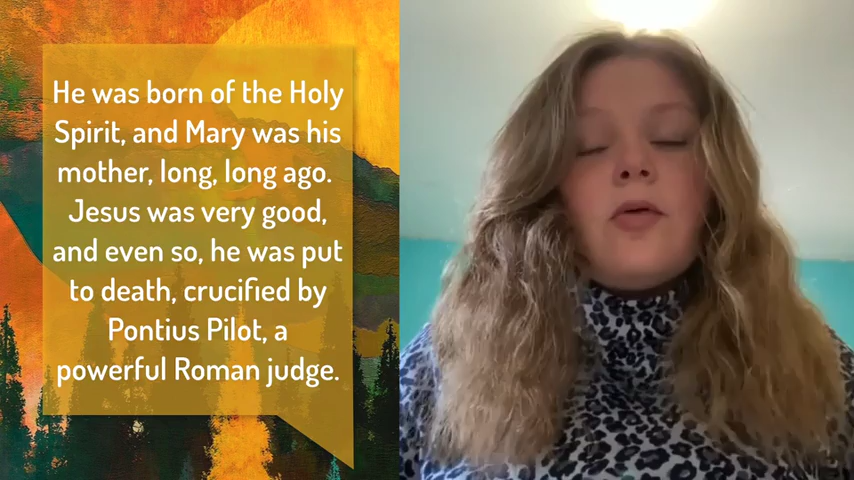 He was born of the Holy
Spirit, and Mary was his
mother, long, long ago.
Jesus was very good,
and even so, he was put
to death, crucified by
Pontius Pilot, a
powerful Roman judge.